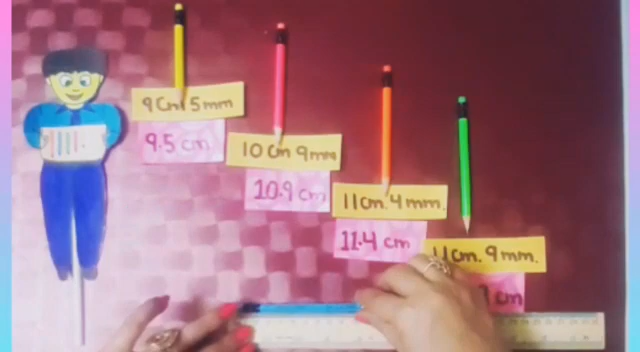 9 cm 5 mm
9.5 cm
10 cm 9 mm
10.9 cm
11 cm. 4 mm.
11.4 cm
11 cm. 9 mm.
cm